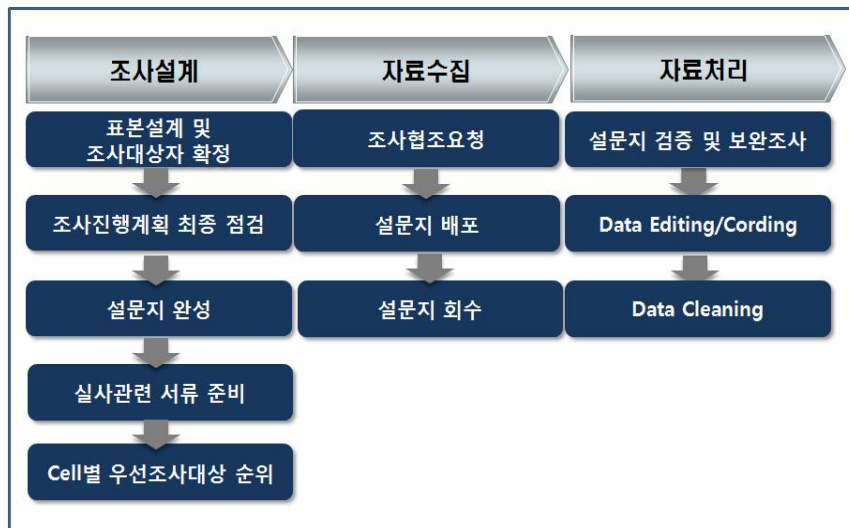 조사설계
자료수집
자료처리
표본설계 및
조사대상자 확정
조사진행계획 최종 점검
설문지 완성
실사관련 서류 준비
Cell별 우선조사대상 순위
조사협조요청
설문지 배포
설문지 회수
설문지 검증 및 보완조사
Data Editing/Cording
Data Cleaning